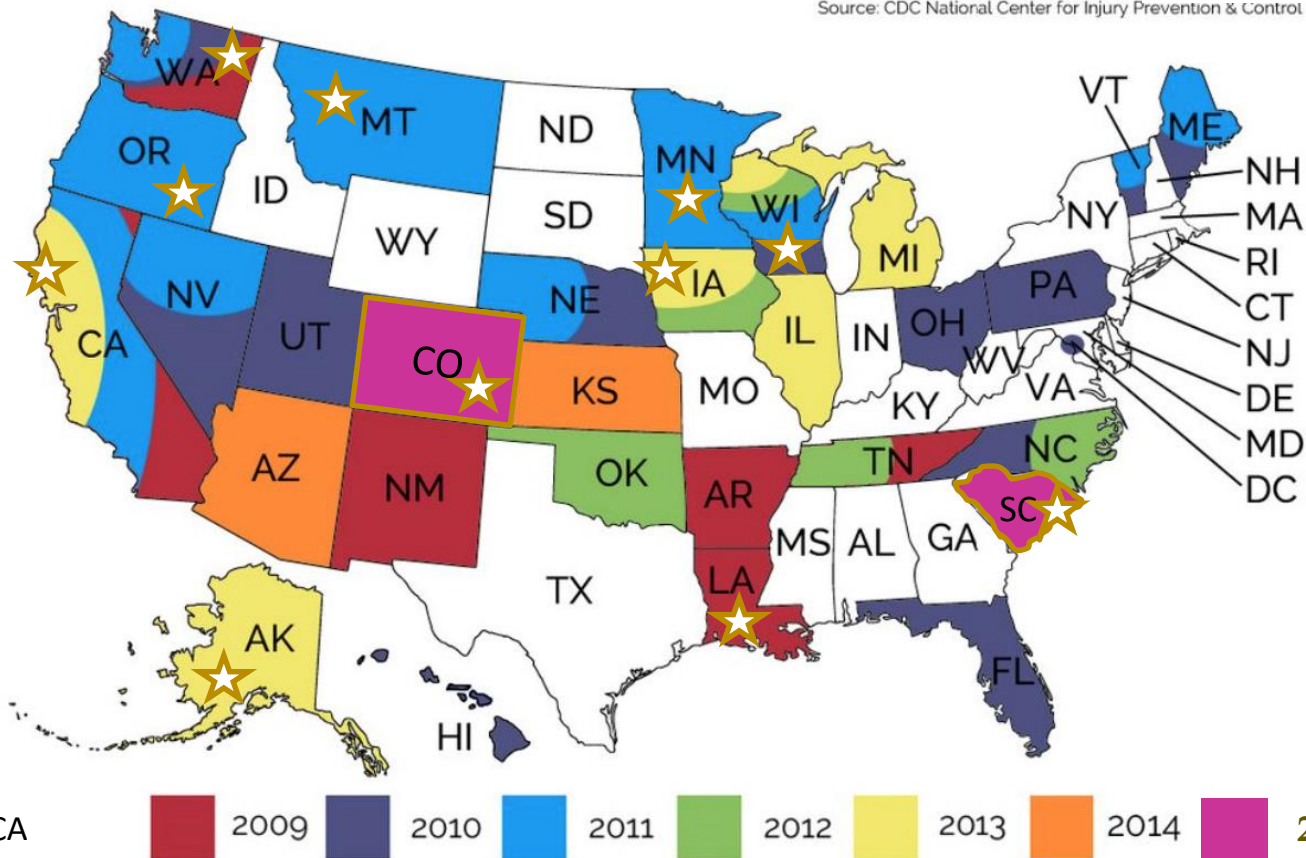 Source: CDC National Center for Injury Prevention & Control
WA
MT
ND
MN
VT
ME
OR
ID
SD
WI
NH
NY
MA
WY
MI
RI
NV
NE
IA
PA
CT
CA
UT
CO
IL
IN
OH
WV
NJ
KS
MO
KY
VA
DE
AZ
NM
OK
AR
TN
NC
MD
DC
SC
MS
AL
GA
LA
TX
AK
FL
HI
CA
2009
2010
2011
2012
2013
2014
2